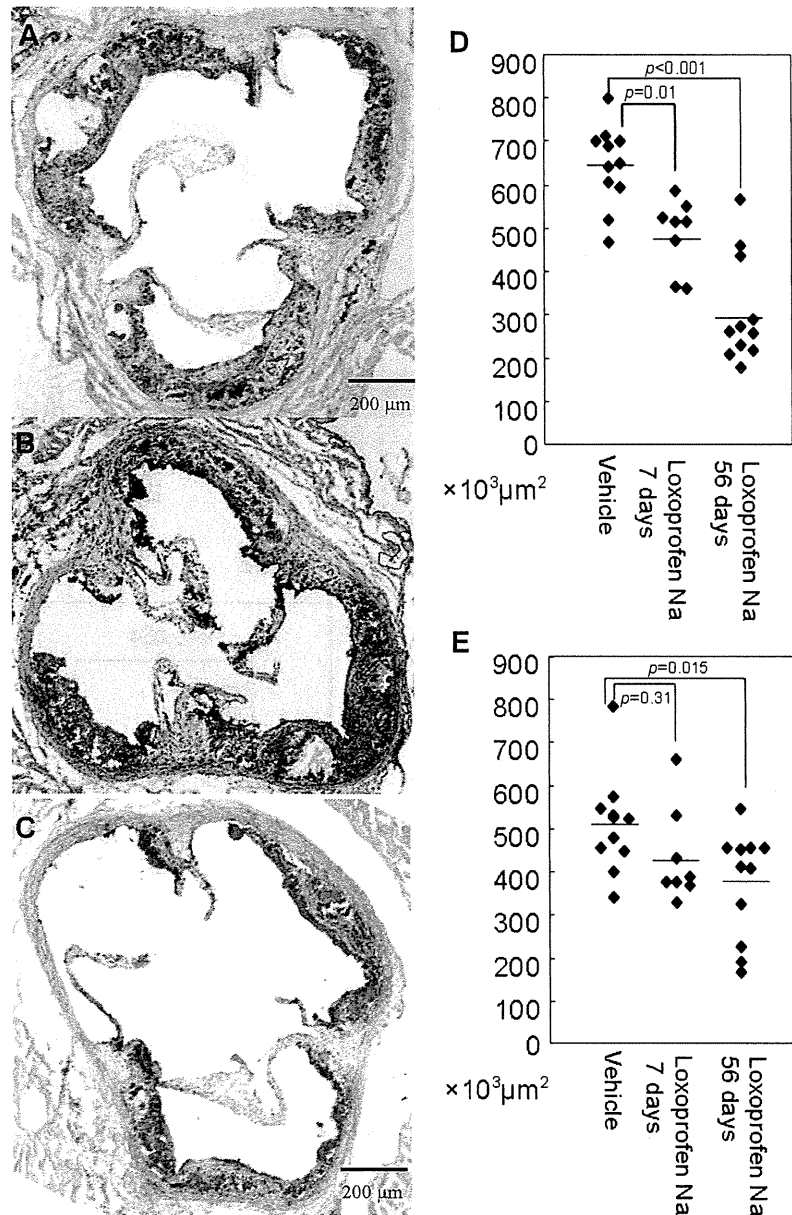 A
200 μm
B
C
200 μm
D
900
800
700
600
500
400
300
200
100
0
p<0.001
p=0.01
×10³μm²
Vehicle
Loxoprofen Na
7 days
Loxoprofen Na
56 days
E
900
800
700
600
500
400
300
200
100
0
p=0.015
p=0.31
×10³μm²
Vehicle
Loxoprofen Na
7 days
Loxoprofen Na
56 days